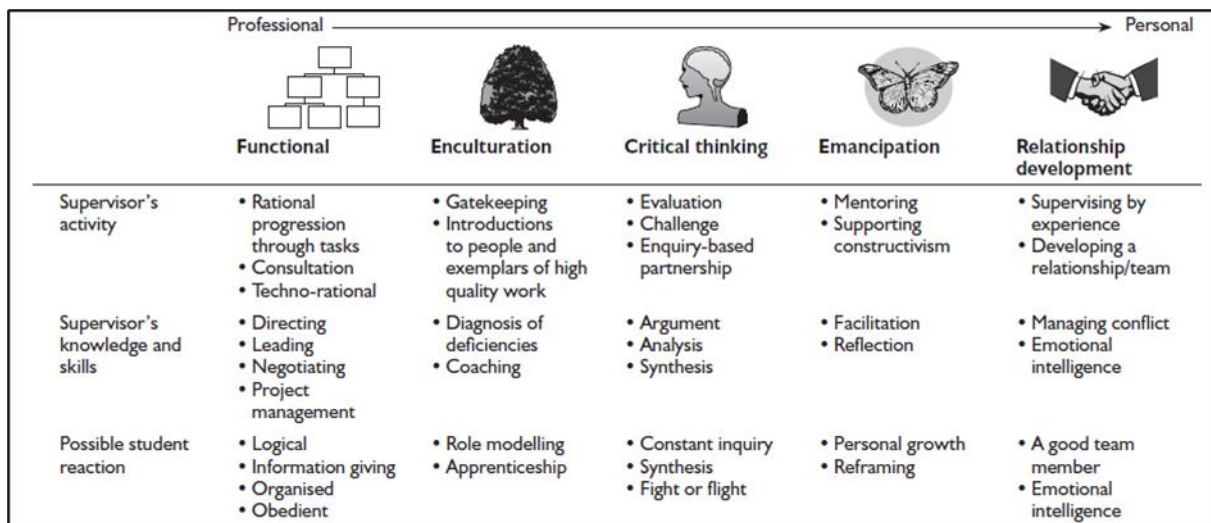 Professional Personal
Functional Enculturation Critical thinking Emancipation Relationship
development
Supervisor's
activity
• Rational
progression
through tasks
• Consultation
• Techno-rational
• Gatekeeping
• Introductions
to people and
exemplars of high
quality work
• Evaluation
• Challenge
• Enquiry-based
partnership
• Mentoring
• Supporting
constructivism
• Supervising by
experience
• Developing a
relationship/team
Supervisor's
knowledge and
skills
• Directing
• Leading
• Negotiating
• Project
management
• Diagnosis of
deficiencies
• Coaching
• Argument
• Analysis
• Synthesis
• Facilitation
• Reflection
• Managing conflict
• Emotional
intelligence
Possible student
reaction
• Logical
• Information giving
• Organised
• Obedient
• Role modelling
• Apprenticeship
• Constant inquiry
• Synthesis
• Fight or flight
• Personal growth
• Reframing
• A good team
member
• Emotional
intelligence